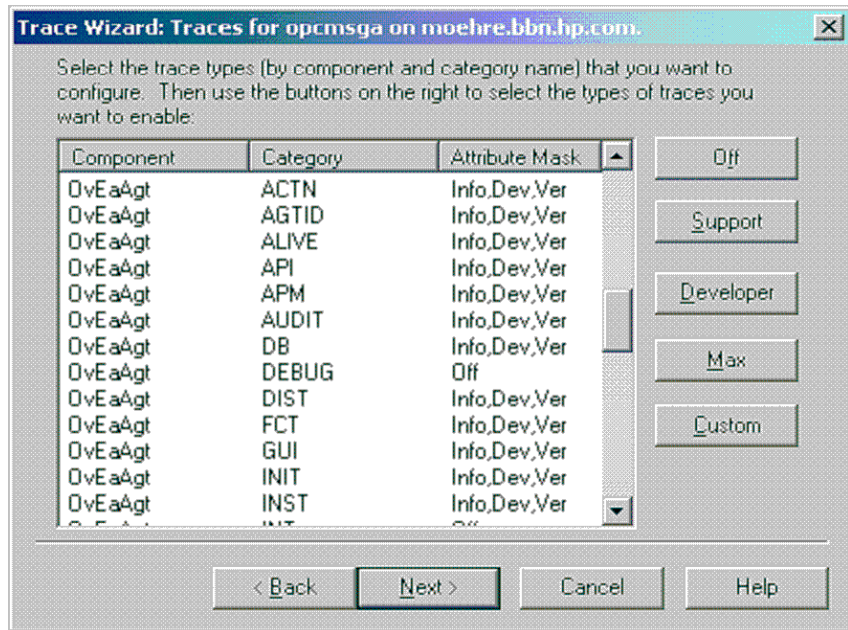 Trace Wizard: Traces for opcmsga on moehre.bbn.hp.com.
Select the trace types (by component and category name) that you want to
configure. Then use the buttons on the right to select the types of traces you
want to enable:
Component Category Attribute Mask
OvEaAgt ACTN Info,Dev,Ver
OvEaAgt AGTID Info,Dev,Ver
OvEaAgt ALIVE Info,Dev,Ver
OvEaAgt API Info,Dev,Ver
OvEaAgt APM Info,Dev,Ver
OvEaAgt AUDIT Info,Dev,Ver
OvEaAgt DB Info,Dev,Ver
OvEaAgt DEBUG Off
OvEaAgt DIST Info,Dev,Ver
OvEaAgt FCT Info,Dev,Ver
OvEaAgt GUI Info,Dev,Ver
OvEaAgt INIT Info,Dev,Ver
OvEaAgt INST Info,Dev,Ver
Off
Support
Developer
Max
Custom
< Back Next > Cancel Help